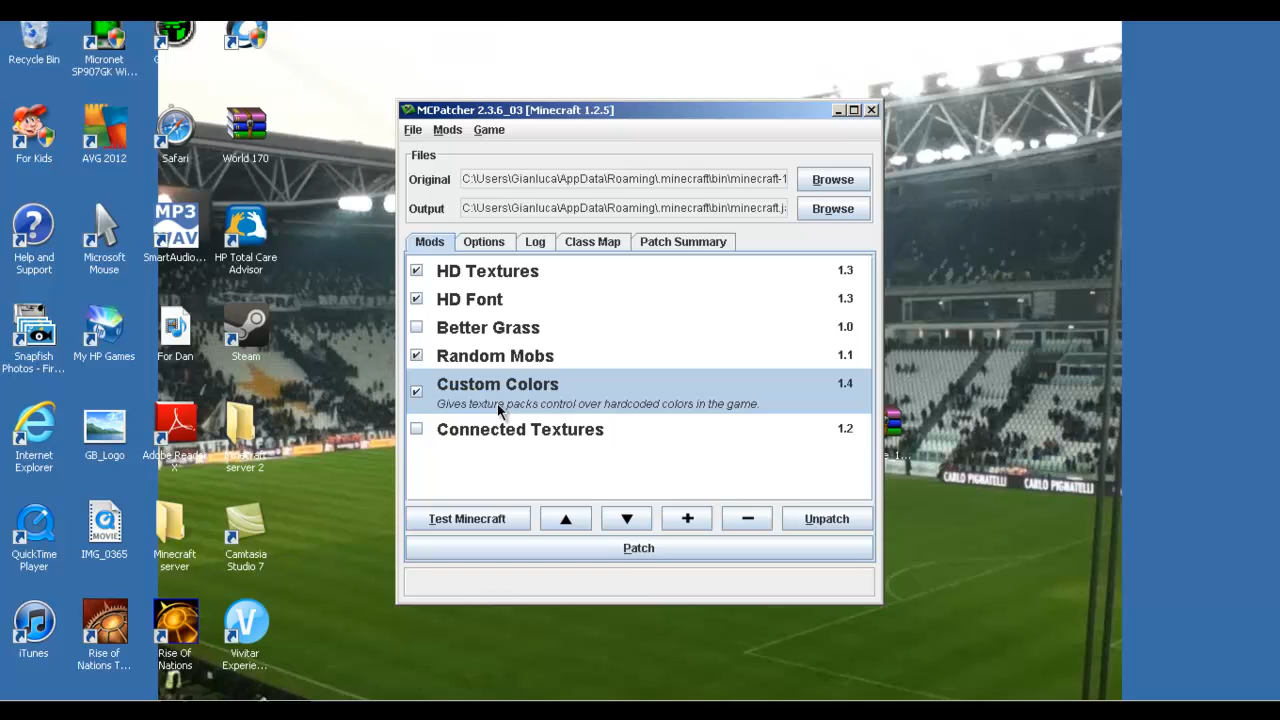 Recycle Bin
Micronet
SP907GK Wi...
For Kids
AVG 2012
Safari
World 170
Help and
Support
Microsoft
Mouse
MP3
WAV
SmartAudio...
HP Total Care
Advisor
Snapfish
Photos - Fir...
My HP Games
For Dan
Steam
Internet
Explorer
GB_Logo
Adobe Reader
X
Minecraft
server 2
QuickTime
Player
MOVIE
IMG_0365
Minecraft
server
Camtasia
Studio 7
iTunes
Rise of
Nations T...
Rise Of
Nations
V
Vivitar
Experie...
MCPatcher 2.3.6_03 [Minecraft 1.2.5]
File Mods Game
Files
Original C:\Users\Gianluca\AppData\Roaming\.minecraft\bin\minecraft-1 Browse
Output C:\Users\Gianluca\AppData\Roaming\.minecraft\bin\minecraft.j Browse
Mods Options Log Class Map Patch Summary
HD Textures 1.3
HD Font 1.3
Better Grass 1.0
Random Mobs 1.1
Custom Colors 1.4
Gives texture packs control over hardcoded colors in the game.
Connected Textures 1.2
Test Minecraft Unpatch
Patch
e_1...
CARLO PIGNATELLI
CARLO PIGNATELLI